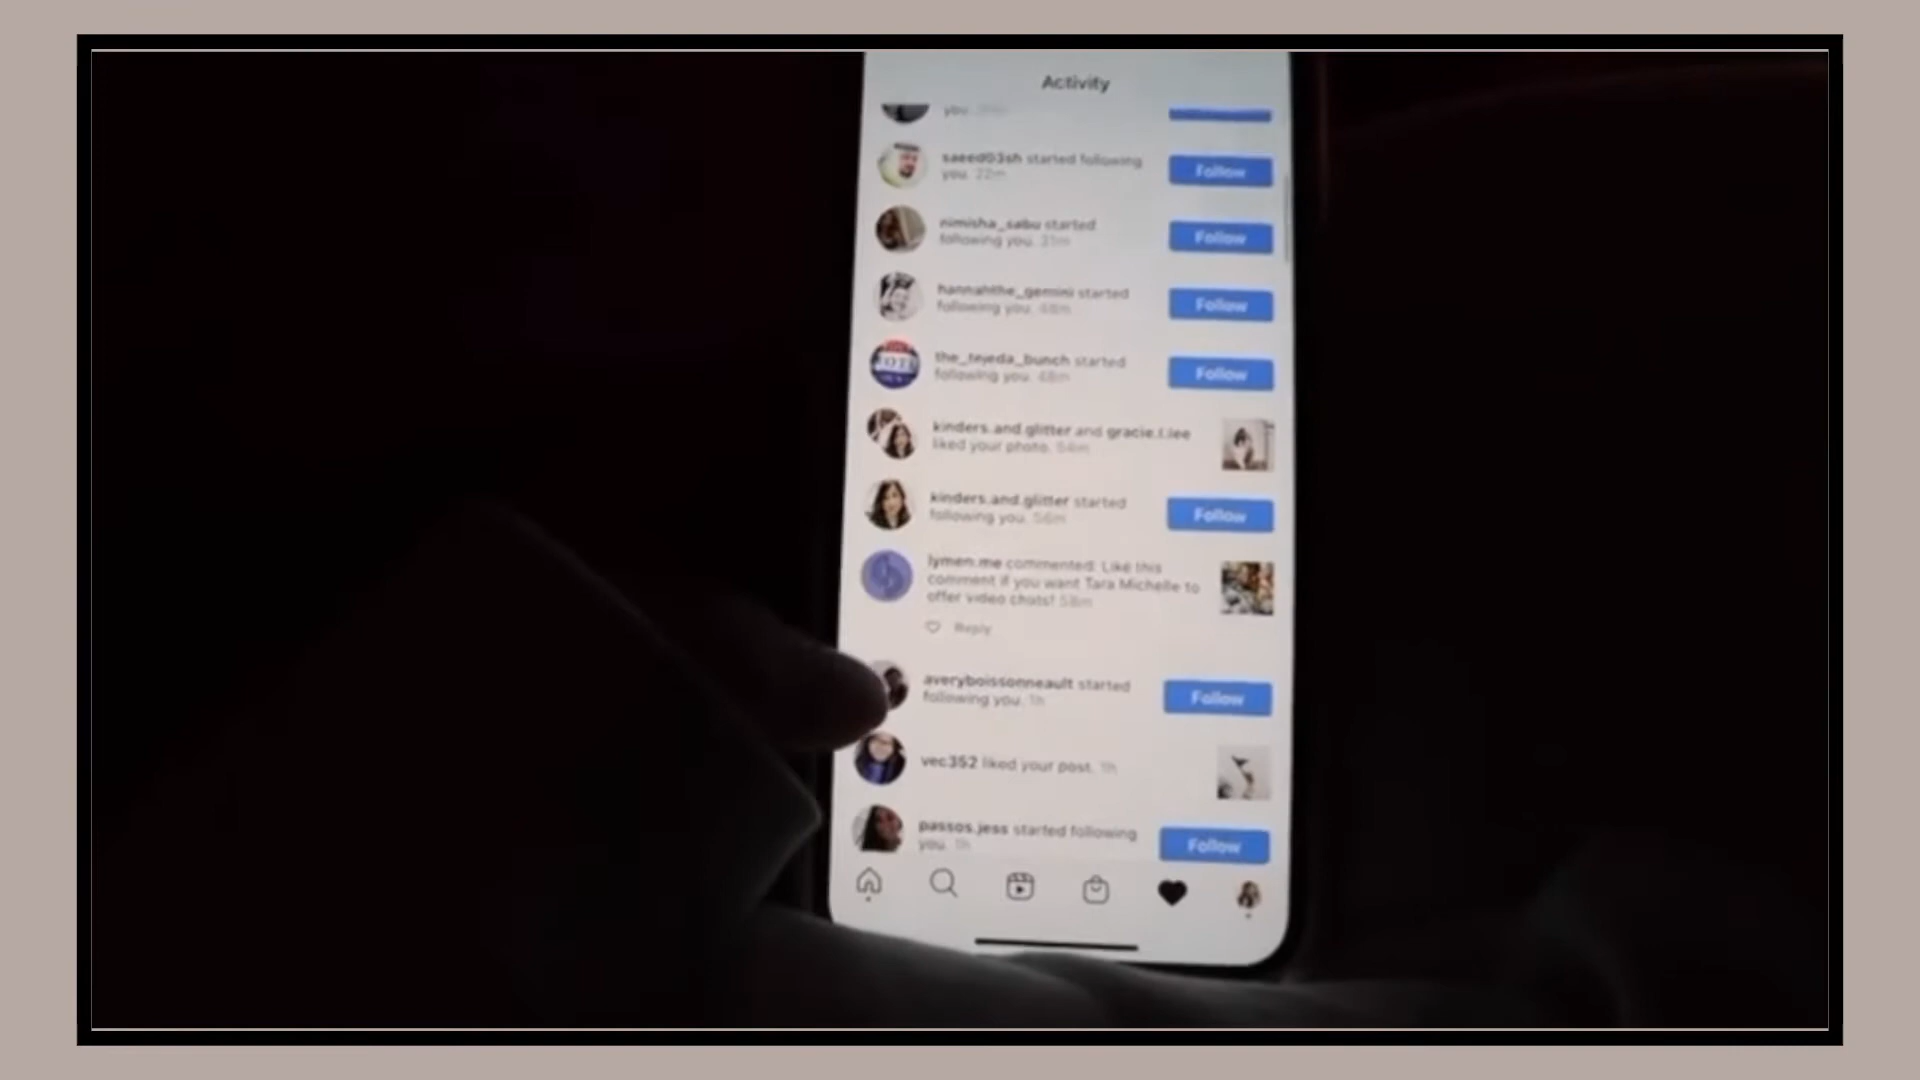 Activity
you.
saeed03sh started following
Follow
you. 22m
nimisha_sabu started
following you. 31m
Follow
hannahthe_gemini started
following you. 48m
Follow
VOTE
the_tejeda_bunch started
following you. 48m
Follow
kinders.and.glitter and gracie.l.lee
liked your photo. 54m
kinders.and.glitter started
following you. 56m
Follow
lymen.me commented: Like this
comment if you want Tara Michelle to
offer video chats! 58m
Reply
averyboissonneault started
following you. 1h
Follow
vec352 liked your post. 1h
passos.jess started following
you. 1h
Follow